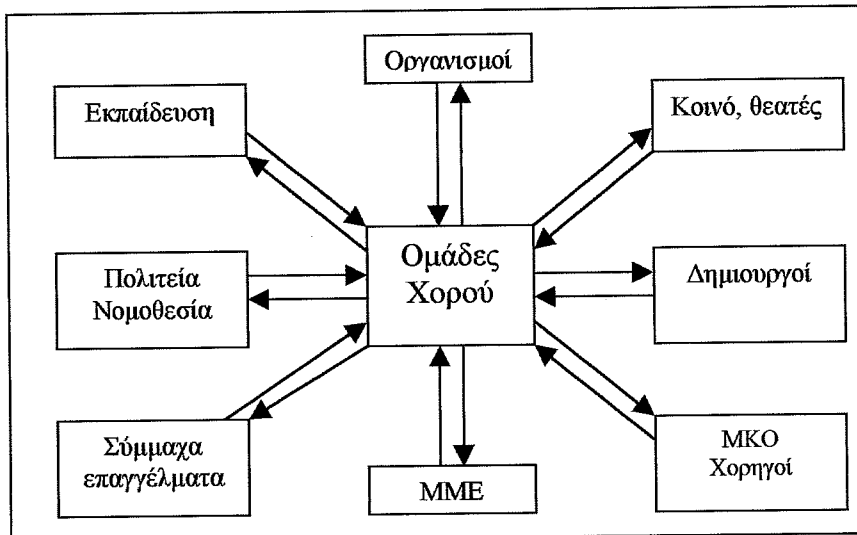 Οργανισμοί
Εκπαίδευση
Κοινό, θεατές
Ομάδες
Χορού
Πολιτεία
Νομοθεσία
Δημιουργοί
Σύμμαχα
επαγγέλματα
ΜΜΕ
ΜΚΟ
Χορηγοί